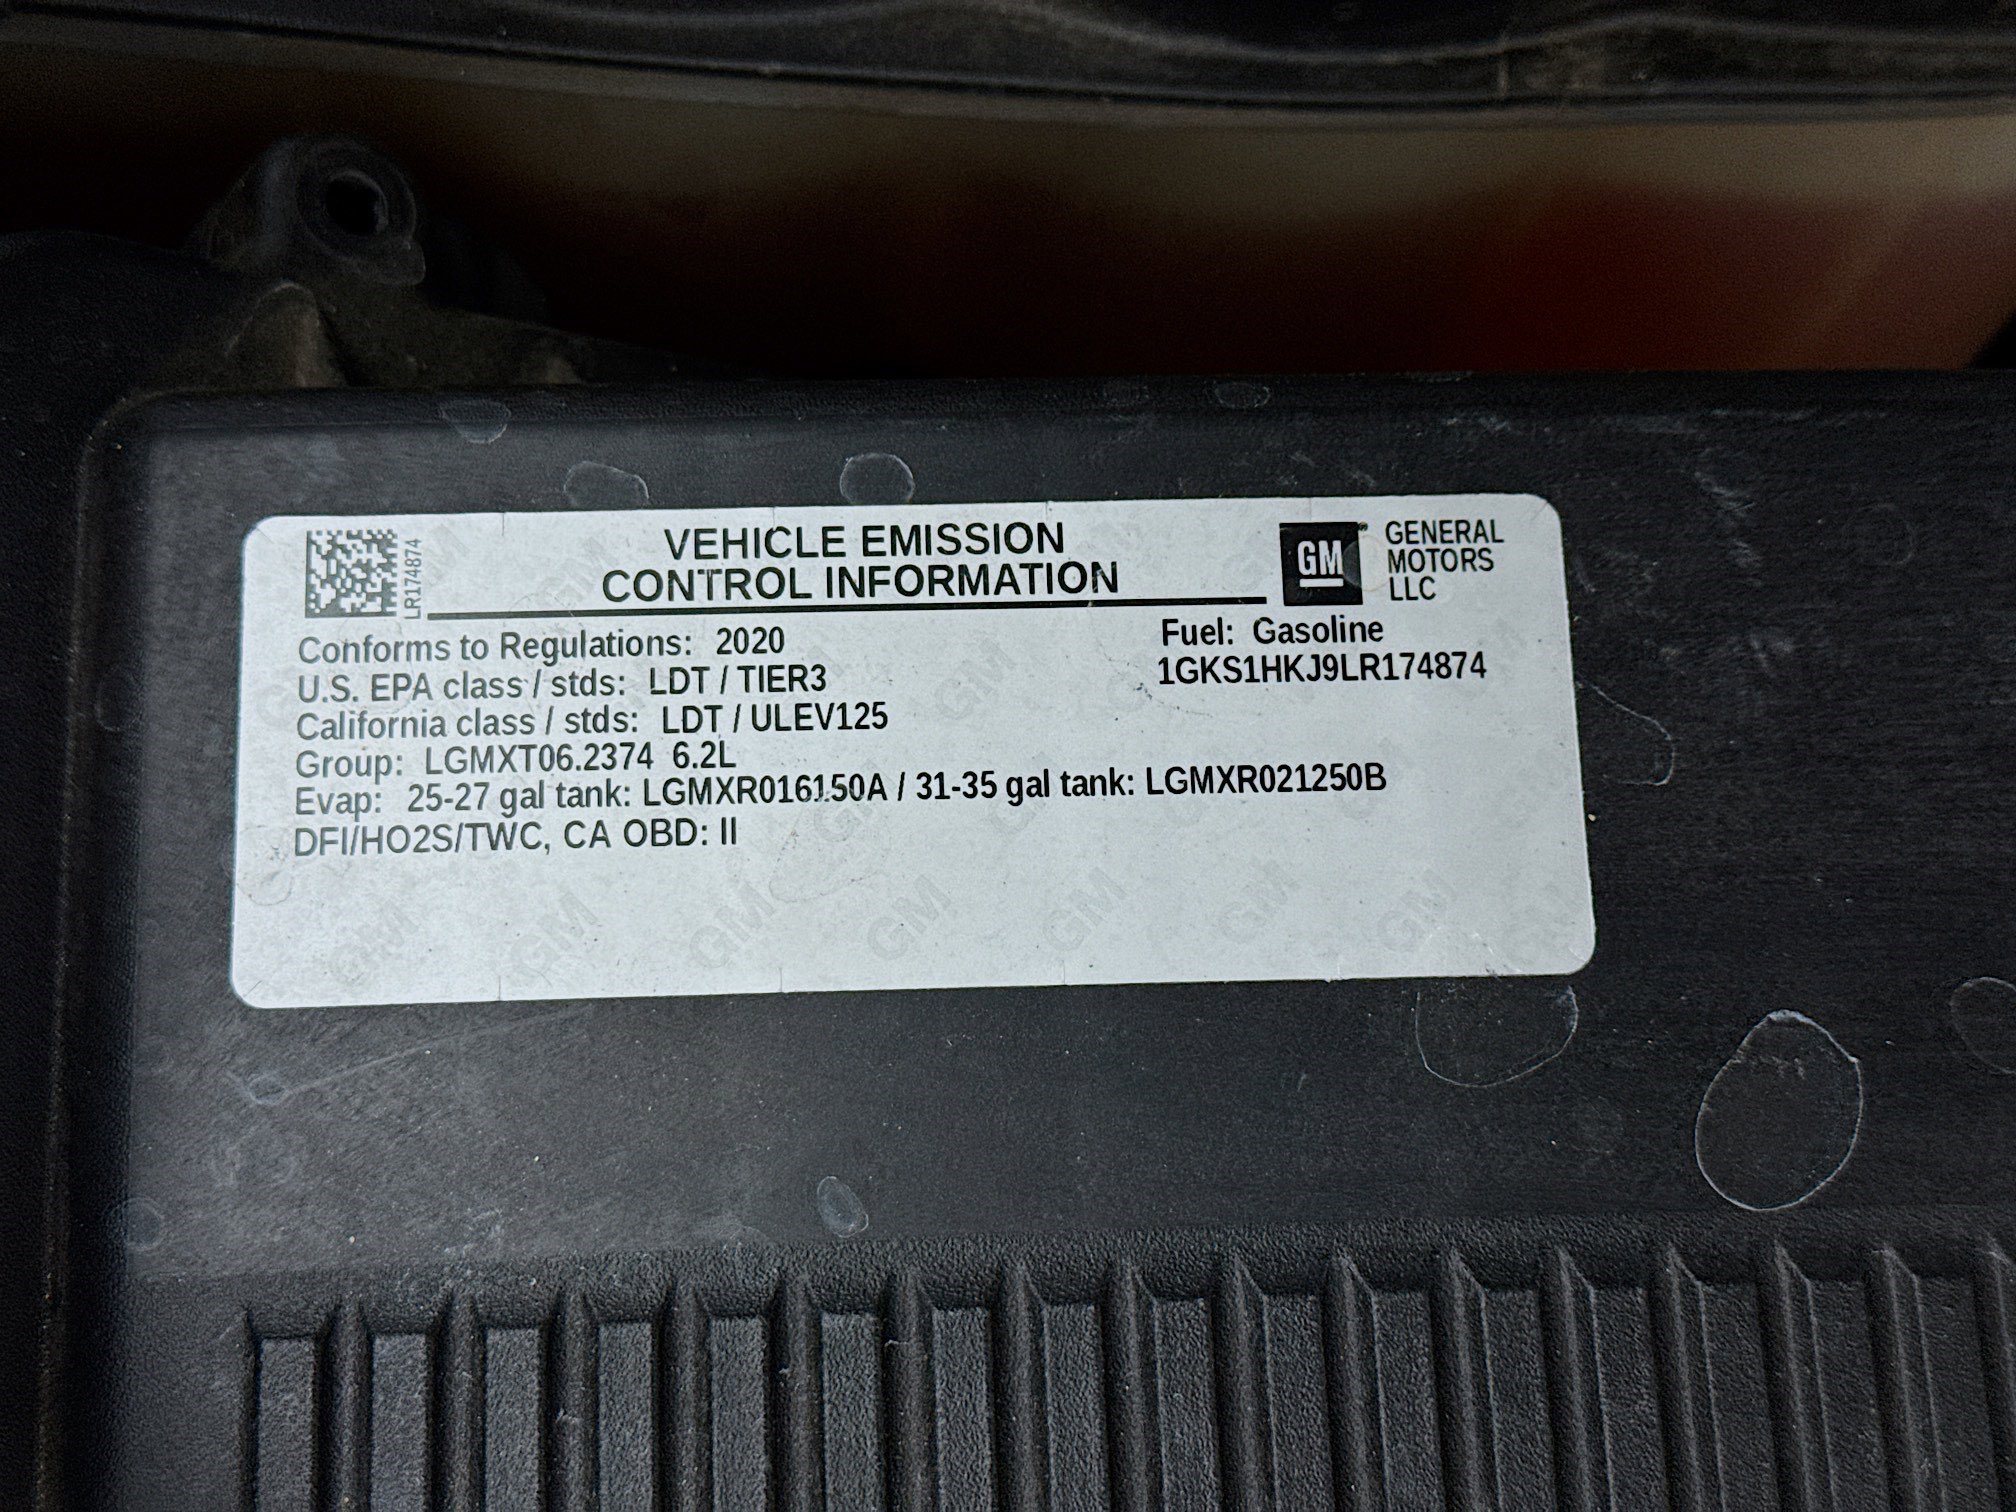 VEHICLE EMISSION
CONTROL INFORMATION
LR174874
GM
GENERAL
MOTORS
LLC
Conforms to Regulations: 2020
Fuel: Gasoline
U.S. EPA class / stds: LDT / TIER3
1GKS1HKJ9LR174874
California class / stds: LDT / ULEV125
Group: LGMXT06.2374 6.2L
Evap: 25-27 gal tank: LGMXR016150A / 31-35 gal tank: LGMXR021250B
DFI/HO2S/TWC, CA OBD: II